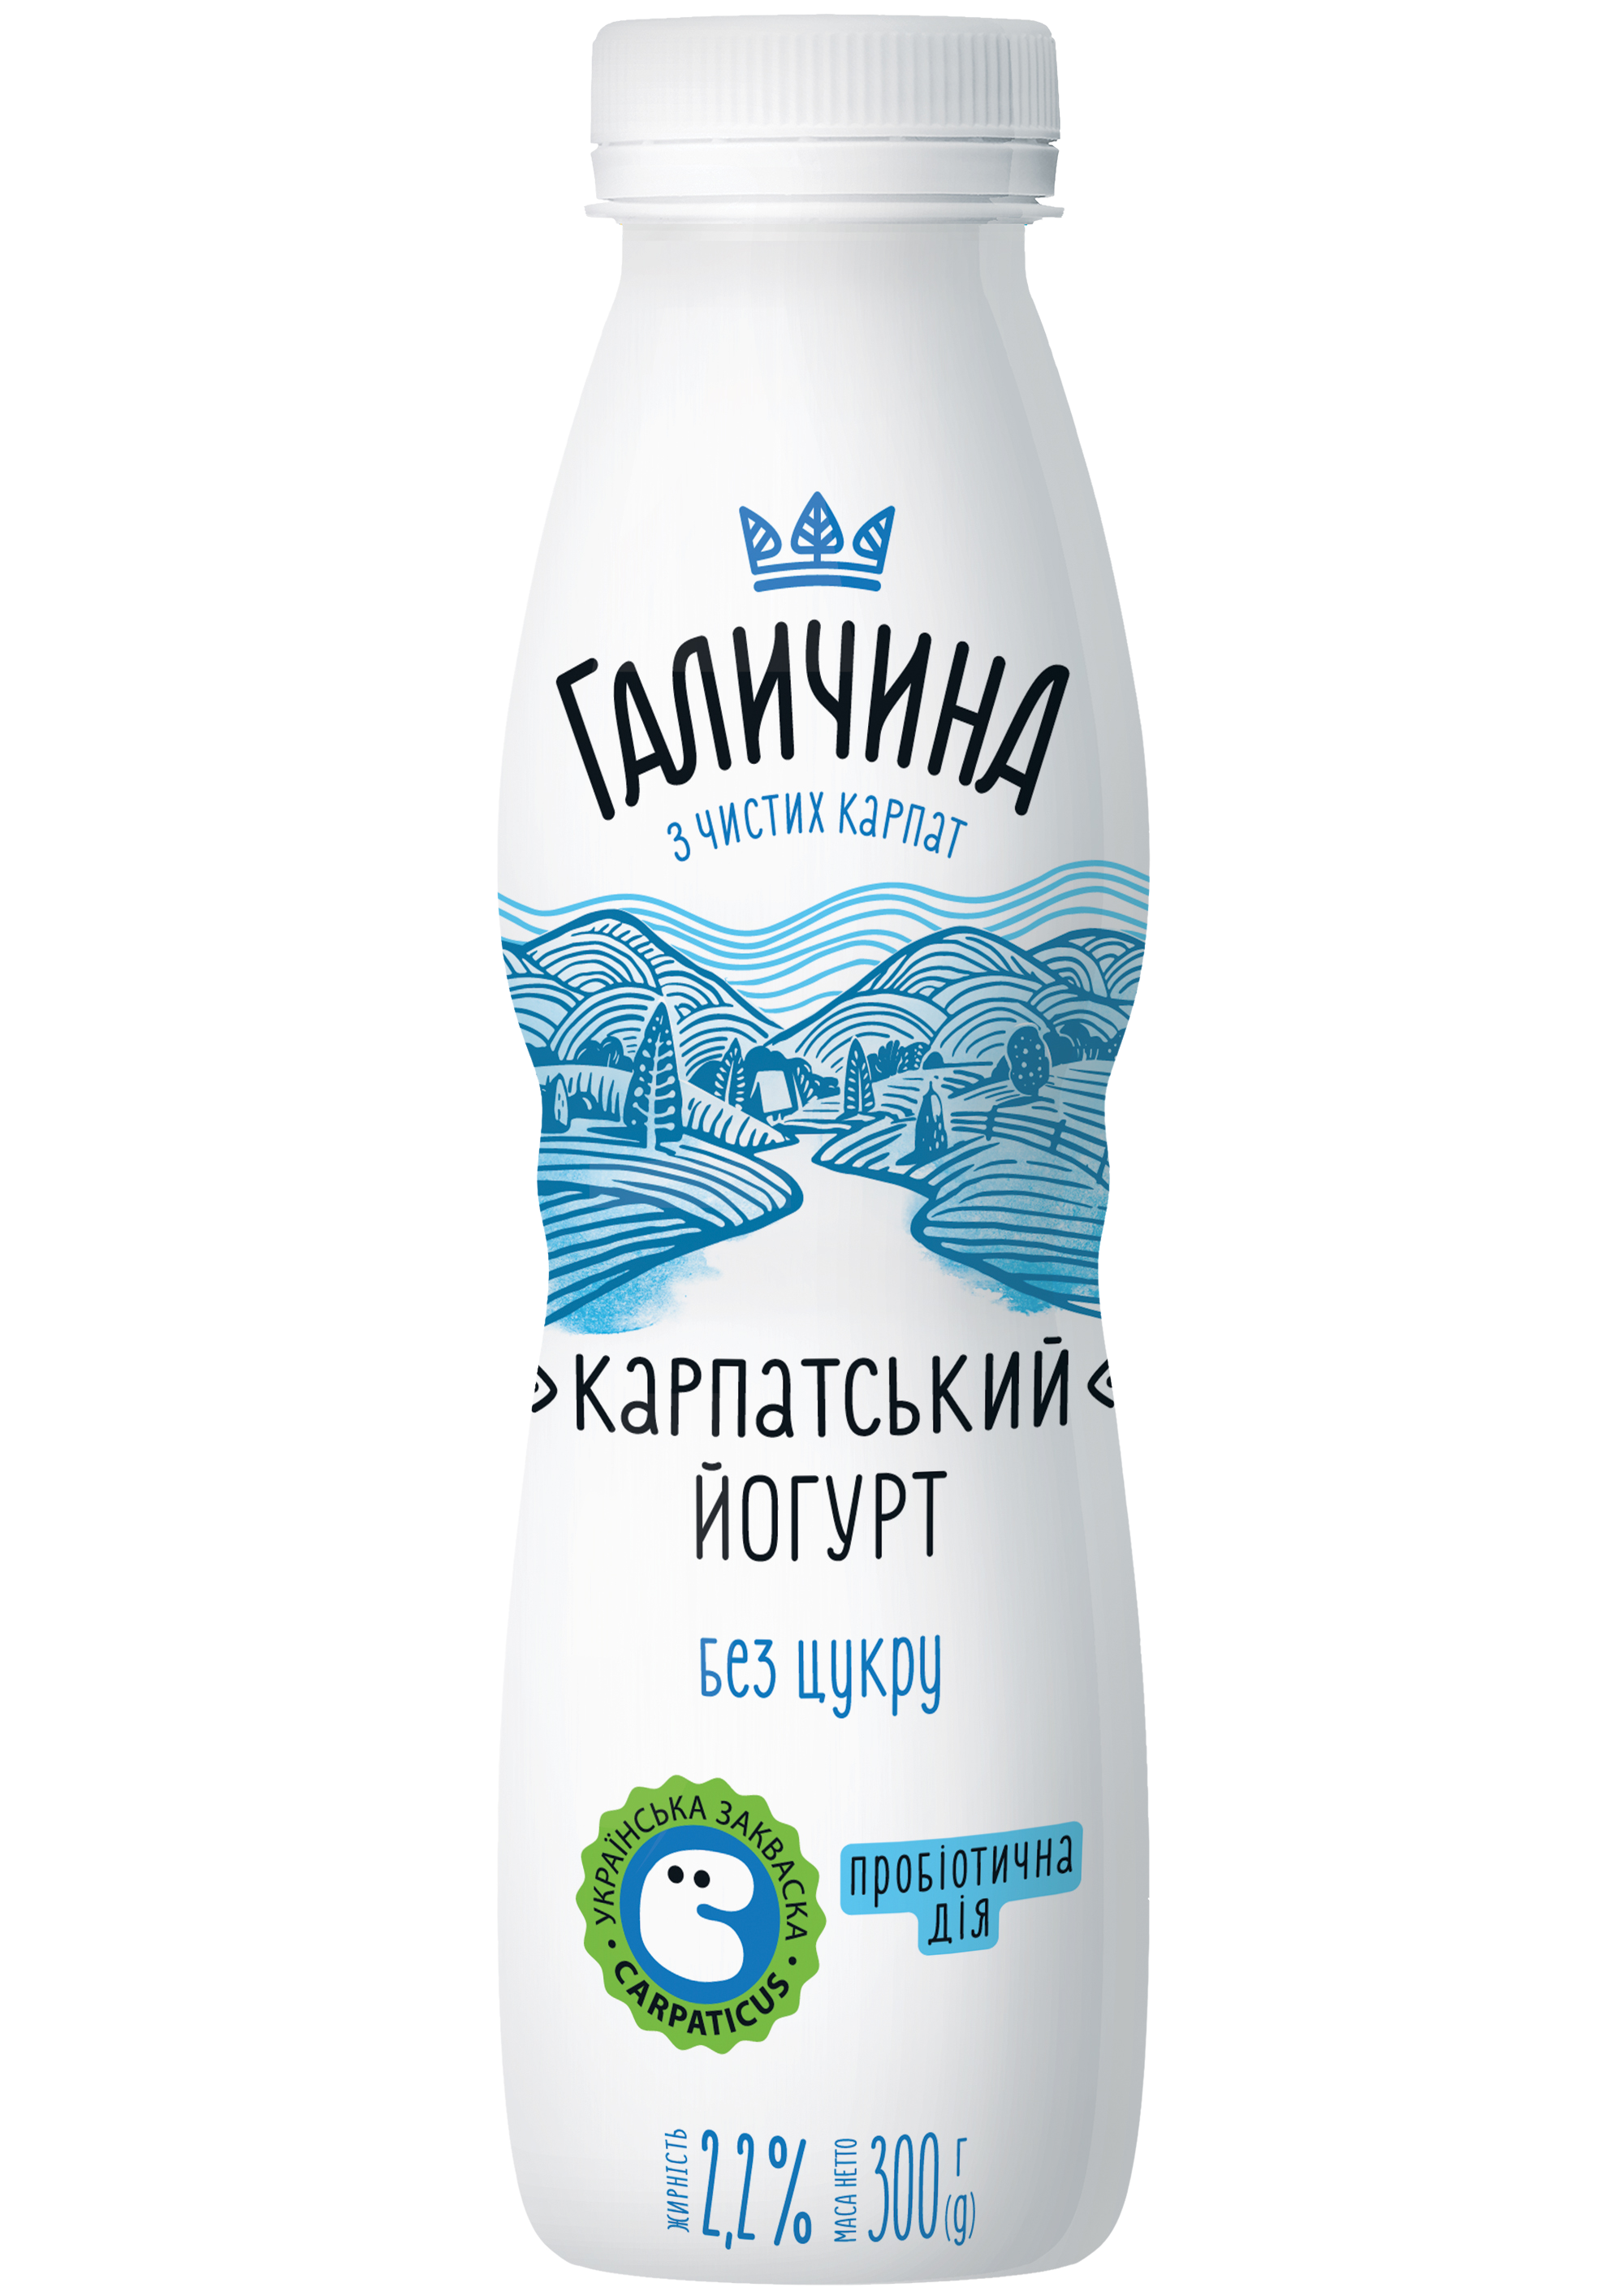 ГАЛИЧИНА
З ЧИСТИХ КАРПАТ
КАРПАТСЬКИЙ
ЙОГУРТ
без цукру
УКРАЇНСЬКА ЗАКВАСКА
CARPATICUS
пробіотична
дія
ЖИРНІСТЬ 2,2% МАСА НЕТТО 300 г (g)